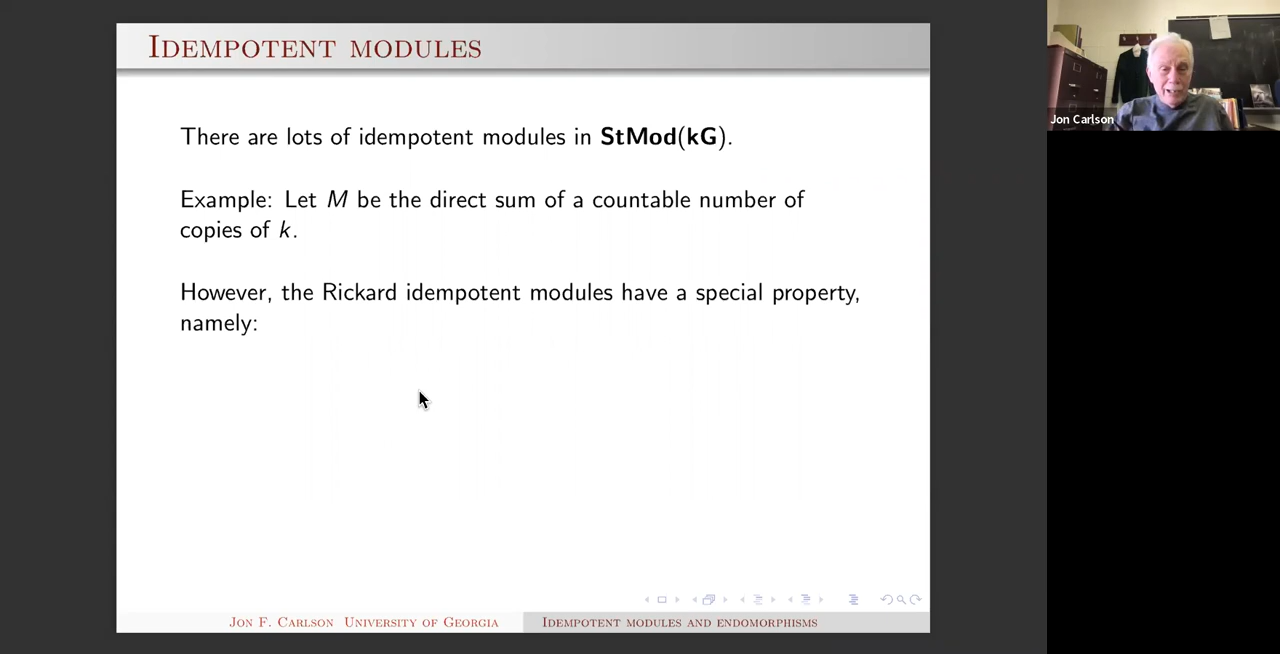 Idempotent modules
There are lots of idempotent modules in StMod(kG).
Example: Let M be the direct sum of a countable number of
copies of k.
However, the Rickard idempotent modules have a special property,
namely:
Jon F. Carlson University of Georgia
Idempotent modules and endomorphisms
Jon Carlson